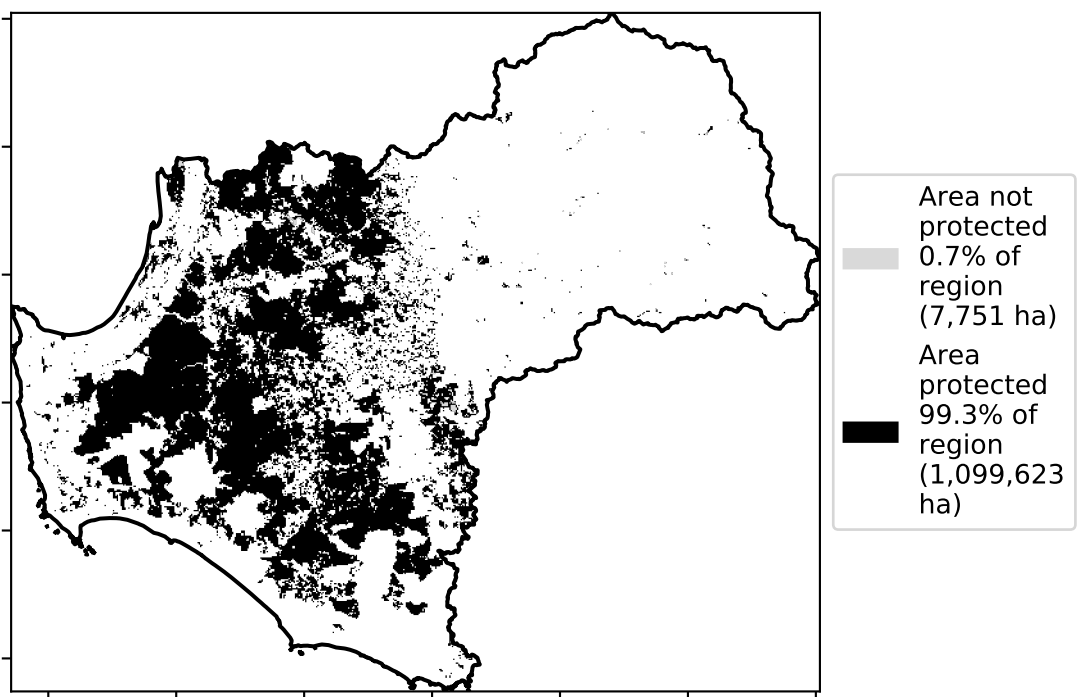 Area not
protected
0.7% of
region
(7,751 ha)
Area
protected
99.3% of
region
(1,099,623
ha)